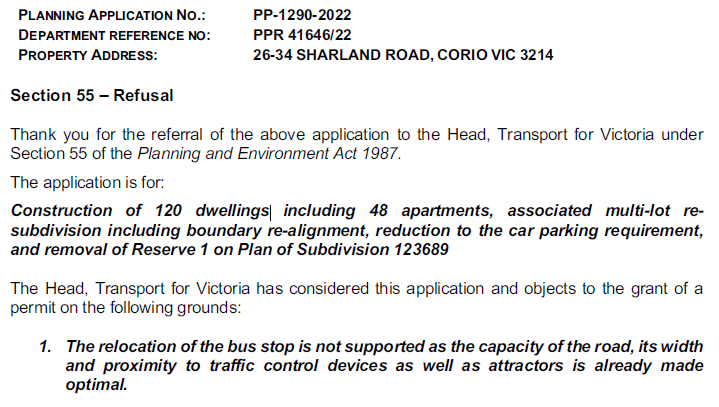 PLANNING APPLICATION NO.: PP-1290-2022
DEPARTMENT REFERENCE NO: PPR 41646/22
PROPERTY ADDRESS: 26-34 SHARLAND ROAD, CORIO VIC 3214
Section 55 – Refusal
Thank you for the referral of the above application to the Head, Transport for Victoria under
Section 55 of the Planning and Environment Act 1987.
The application is for:
Construction of 120 dwellings including 48 apartments, associated multi-lot re-
subdivision including boundary re-alignment, reduction to the car parking requirement,
and removal of Reserve 1 on Plan of Subdivision 123689
The Head, Transport for Victoria has considered this application and objects to the grant of a
permit on the following grounds:
1. The relocation of the bus stop is not supported as the capacity of the road, its width
and proximity to traffic control devices as well as attractors is already made
optimal.